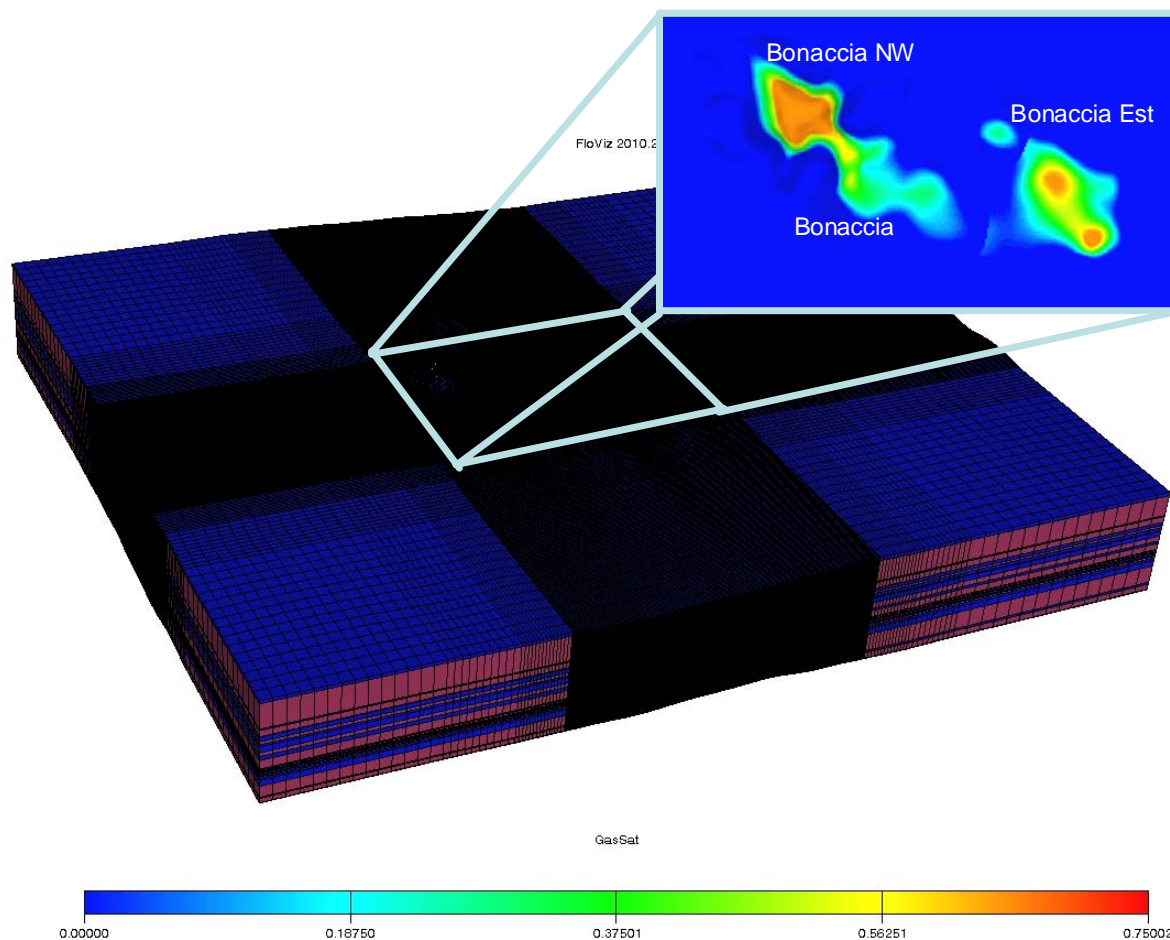 Bonaccia NW
Bonaccia Est
FloViz 2010.2
Bonaccia
GasSat
0.00000
0.18750
0.37501
0.56251
0.75002